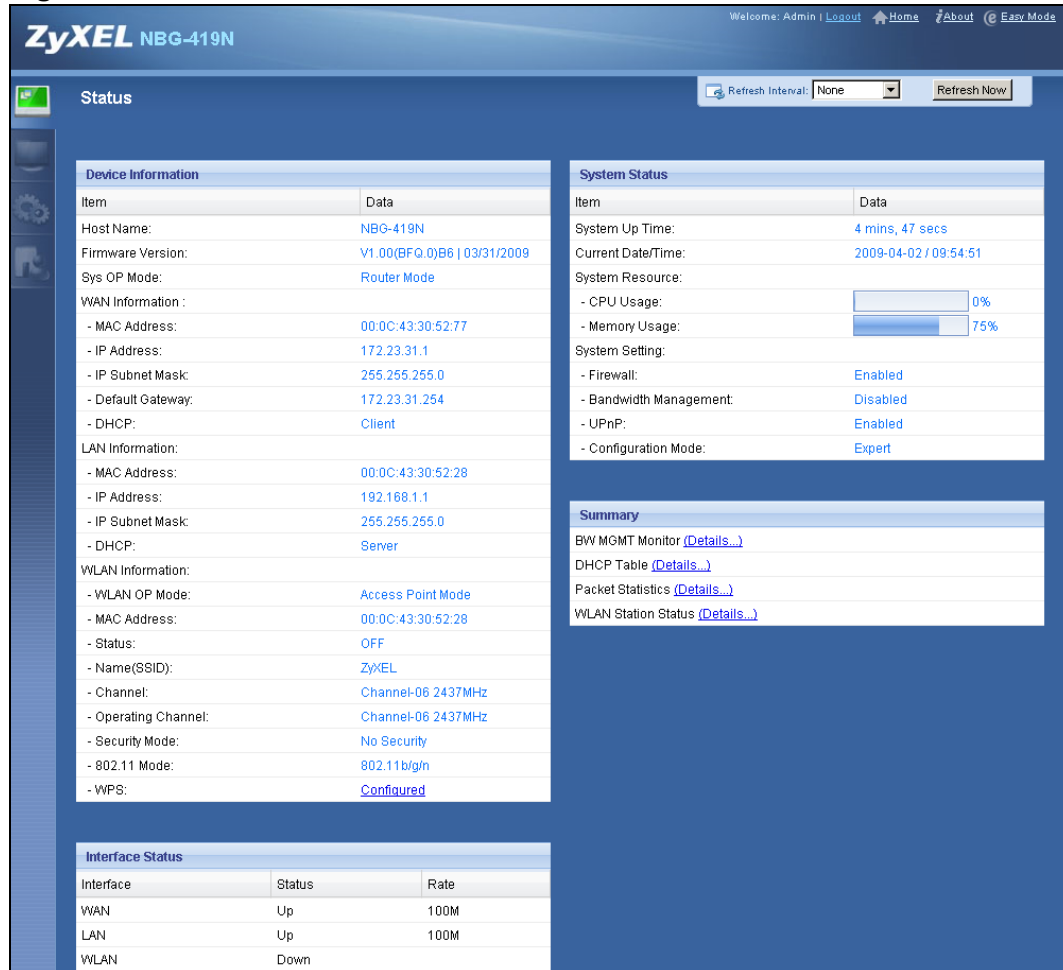 Welcome: Admin | Logout Home About Easy Mode
ZyXEL NBG-419N
Status
Refresh Interval: None Refresh Now
Device Information
Item Data
Host Name: NBG-419N
Firmware Version: V1.00(BFQ.0)B6 | 03/31/2009
Sys OP Mode: Router Mode
WAN Information :
- MAC Address: 00:0C:43:30:52:77
- IP Address: 172.23.31.1
- IP Subnet Mask: 255.255.255.0
- Default Gateway: 172.23.31.254
- DHCP: Client
LAN Information:
- MAC Address: 00:0C:43:30:52:28
- IP Address: 192.168.1.1
- IP Subnet Mask: 255.255.255.0
- DHCP: Server
WLAN Information:
- WLAN OP Mode: Access Point Mode
- MAC Address: 00:0C:43:30:52:28
- Status: OFF
- Name(SSID): ZyXEL
- Channel: Channel-06 2437MHz
- Operating Channel: Channel-06 2437MHz
- Security Mode: No Security
- 802.11 Mode: 802.11b/g/n
- WPS: Configured
Interface Status
Interface Status Rate
WAN Up 100M
LAN Up 100M
WLAN Down
System Status
Item Data
System Up Time: 4 mins, 47 secs
Current Date/Time: 2009-04-02 / 09:54:51
System Resource:
- CPU Usage: 0%
- Memory Usage: 75%
System Setting:
- Firewall: Enabled
- Bandwidth Management: Disabled
- UPnP: Enabled
- Configuration Mode: Expert
Summary
BW MGMT Monitor (Details...)
DHCP Table (Details...)
Packet Statistics (Details...)
WLAN Station Status (Details...)